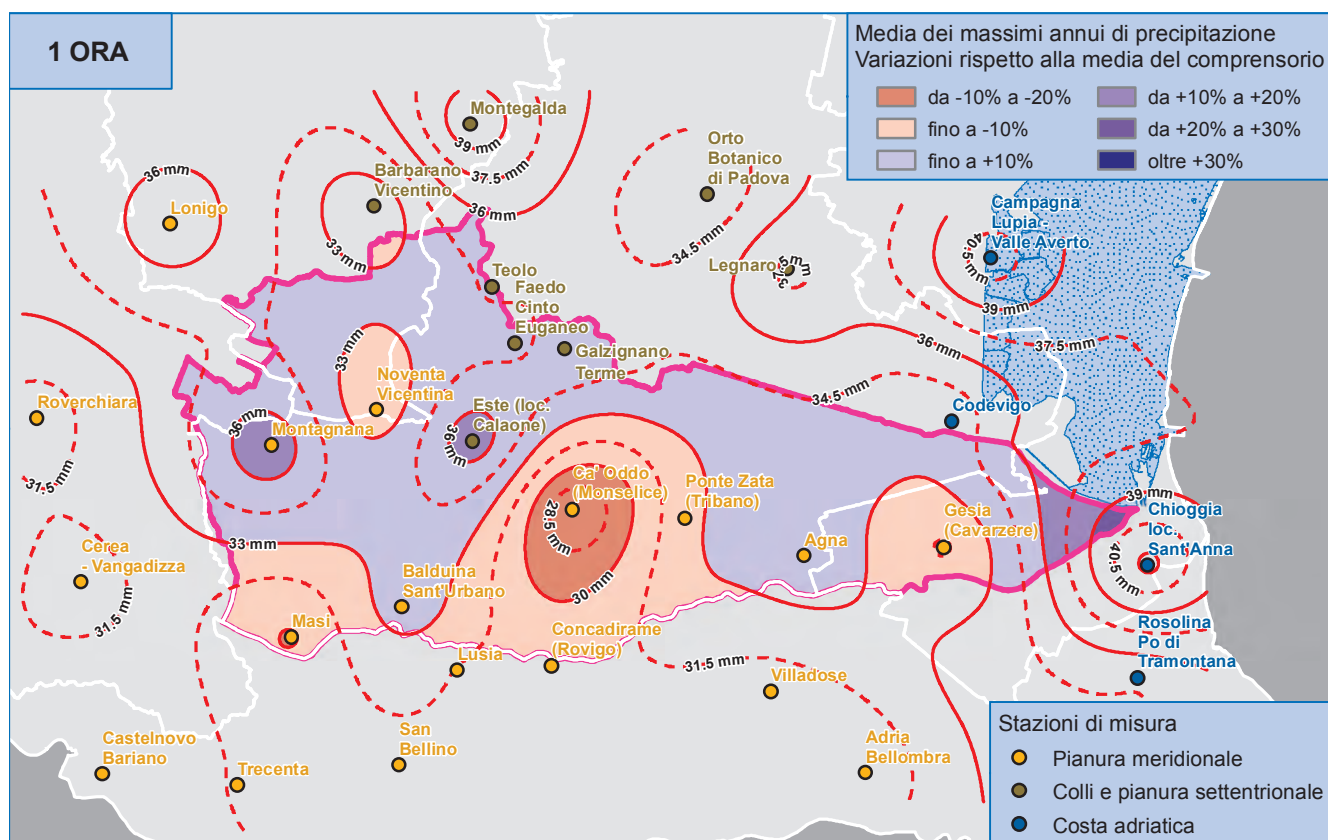 1 ORA
Media dei massimi annui di precipitazione
Variazioni rispetto alla media del comprensorio
da -10% a -20%
fino a -10%
fino a +10%
da +10% a +20%
da +20% a +30%
oltre +30%
Montegalda
39 mm
37.5 mm
36 mm
Orto
Botanico
di Padova
34.5 mm
Barbarano
Vicentino
33 mm
36 mm
Lonigo
Campagna
Lupia -
Valle Averto
40.5 mm
39 mm
37.5 mm
Legnaro
37.5 mm
36 mm
Teolo
Faedo
Cinto
Euganeo
Galzignano
Terme
33 mm
Noventa
Vicentina
34.5 mm
Codevigo
Roverchiara
31.5 mm
36 mm
Montagnana
Este (loc.
Calaone)
36 mm
Ca' Oddo
(Monselice)
28.5 mm
30 mm
Ponte Zata
(Tribano)
Gesia
(Cavarzere)
39 mm
Chioggia
loc.
Sant'Anna
40.5 mm
Cerea
- Vangadizza
31.5 mm
33 mm
Balduina
Sant'Urbano
Agna
Masi
Lusia
Concadirame
(Rovigo)
31.5 mm
Villadose
Rosolina
Po di
Tramontana
Castelnovo
Bariano
Trecenta
San
Bellino
Adria
Bellombra
Stazioni di misura
Pianura meridionale
Colli e pianura settentrionale
Costa adriatica